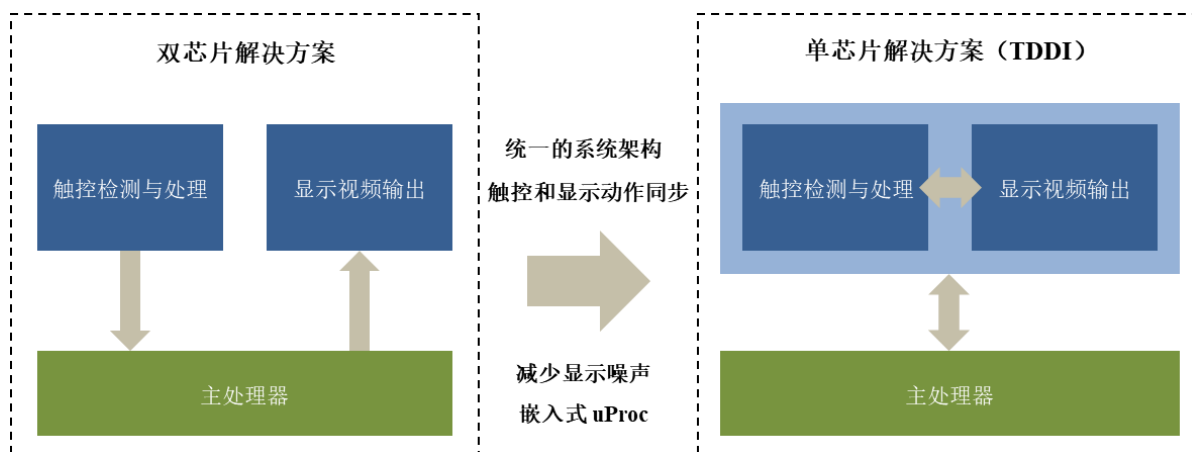 双芯片解决方案
触控检测与处理
显示视频输出
主处理器
统一的系统架构
触控和显示动作同步
减少显示噪声
嵌入式 uProc
单芯片解决方案（TDDI）
触控检测与处理
显示视频输出
主处理器